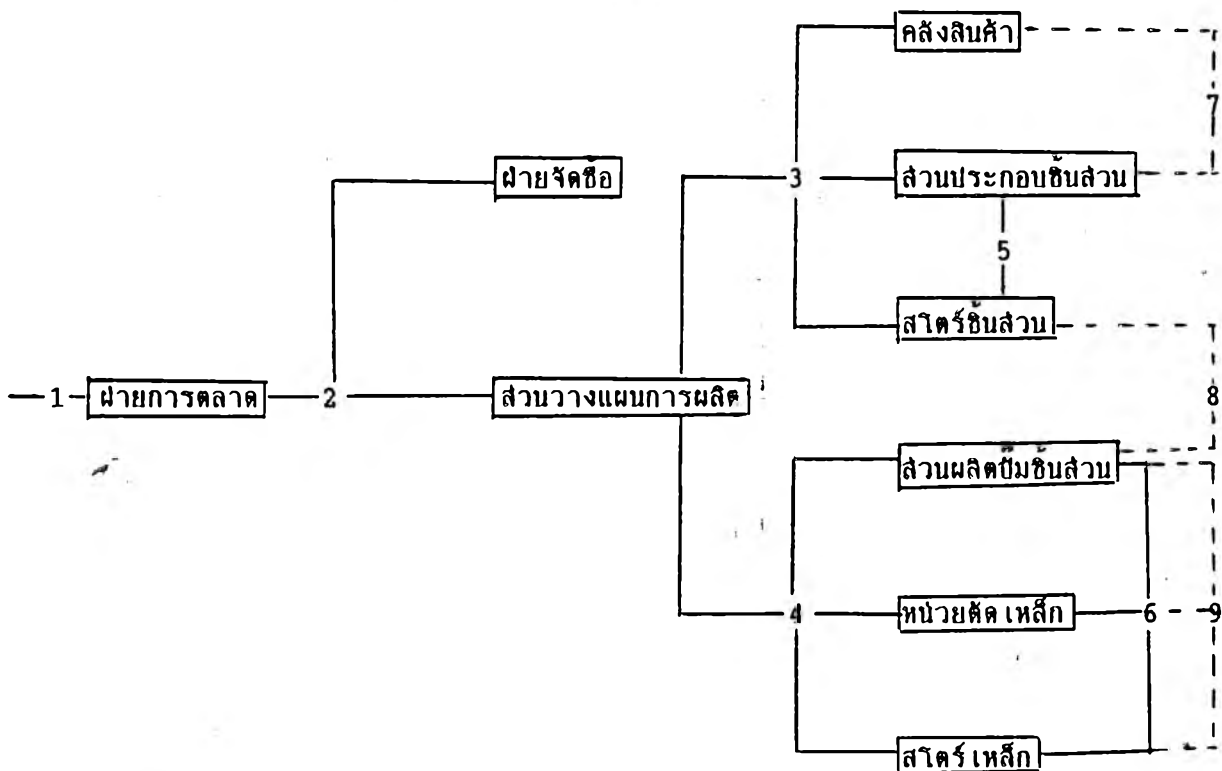 คลังสินค้า
7
ฝ่ายจัดซื้อ
3
ส่วนประกอบชิ้นส่วน
5
สโตร์ชิ้นส่วน
1
ฝ่ายการตลาด
2
ส่วนวางแผนการผลิต
8
ส่วนผลิตปั๊มชิ้นส่วน
4
หน่วยตัดเหล็ก
6
9
สโตร์เหล็ก